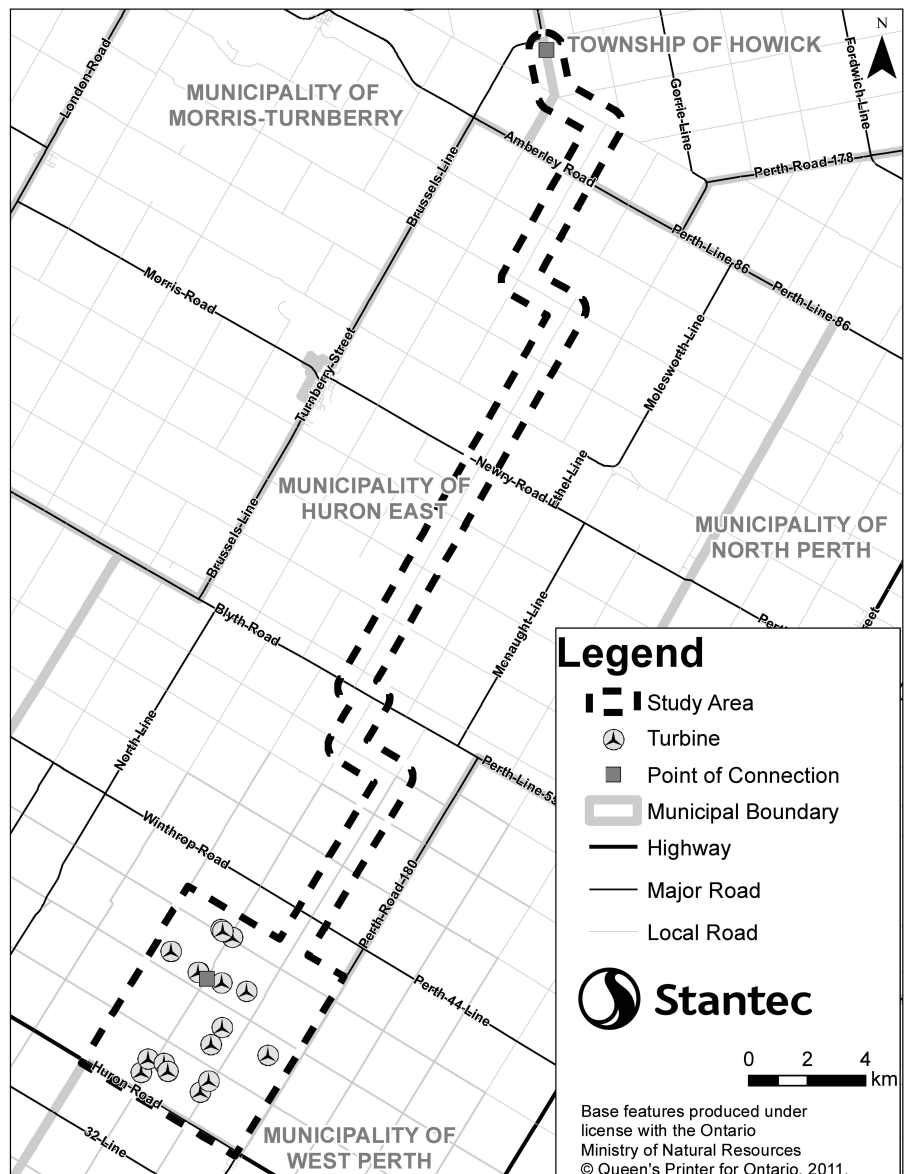 N
TOWNSHIP OF HOWICK
MUNICIPALITY OF
MORRIS-TURNBERRY
London-Road
Gorrie-Line
Fordwich-Line
Perth-Road-178
Amberley Road
Brussels-Line
Perth-Line-86
Perth-Line-86
Morris-Road
Molesworth-Line
Turnberry-Street
Newry-Road
Ethel-Line
MUNICIPALITY OF
HURON EAST
MUNICIPALITY OF
NORTH PERTH
Brussels-Line
Blyth-Road
Mcnaught-Line
North-Line
Perth-Line-55
Winthrop-Road
Perth-Road-180
Perth-44-Line
Huron-Road
32-Line
MUNICIPALITY OF
WEST PERTH
Legend
Study Area
Turbine
Point of Connection
Municipal Boundary
Highway
Major Road
Local Road
Stantec
0 2 4
km
Base features produced under
license with the Ontario
Ministry of Natural Resources
© Queen's Printer for Ontario, 2011.